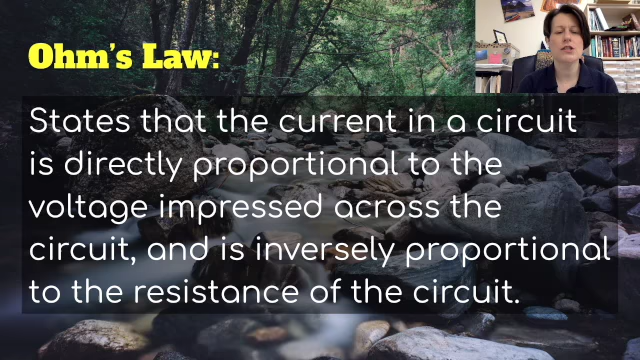 Ohm's Law:
States that the current in a circuit
is directly proportional to the
voltage impressed across the
circuit, and is inversely proportional
to the resistance of the circuit.